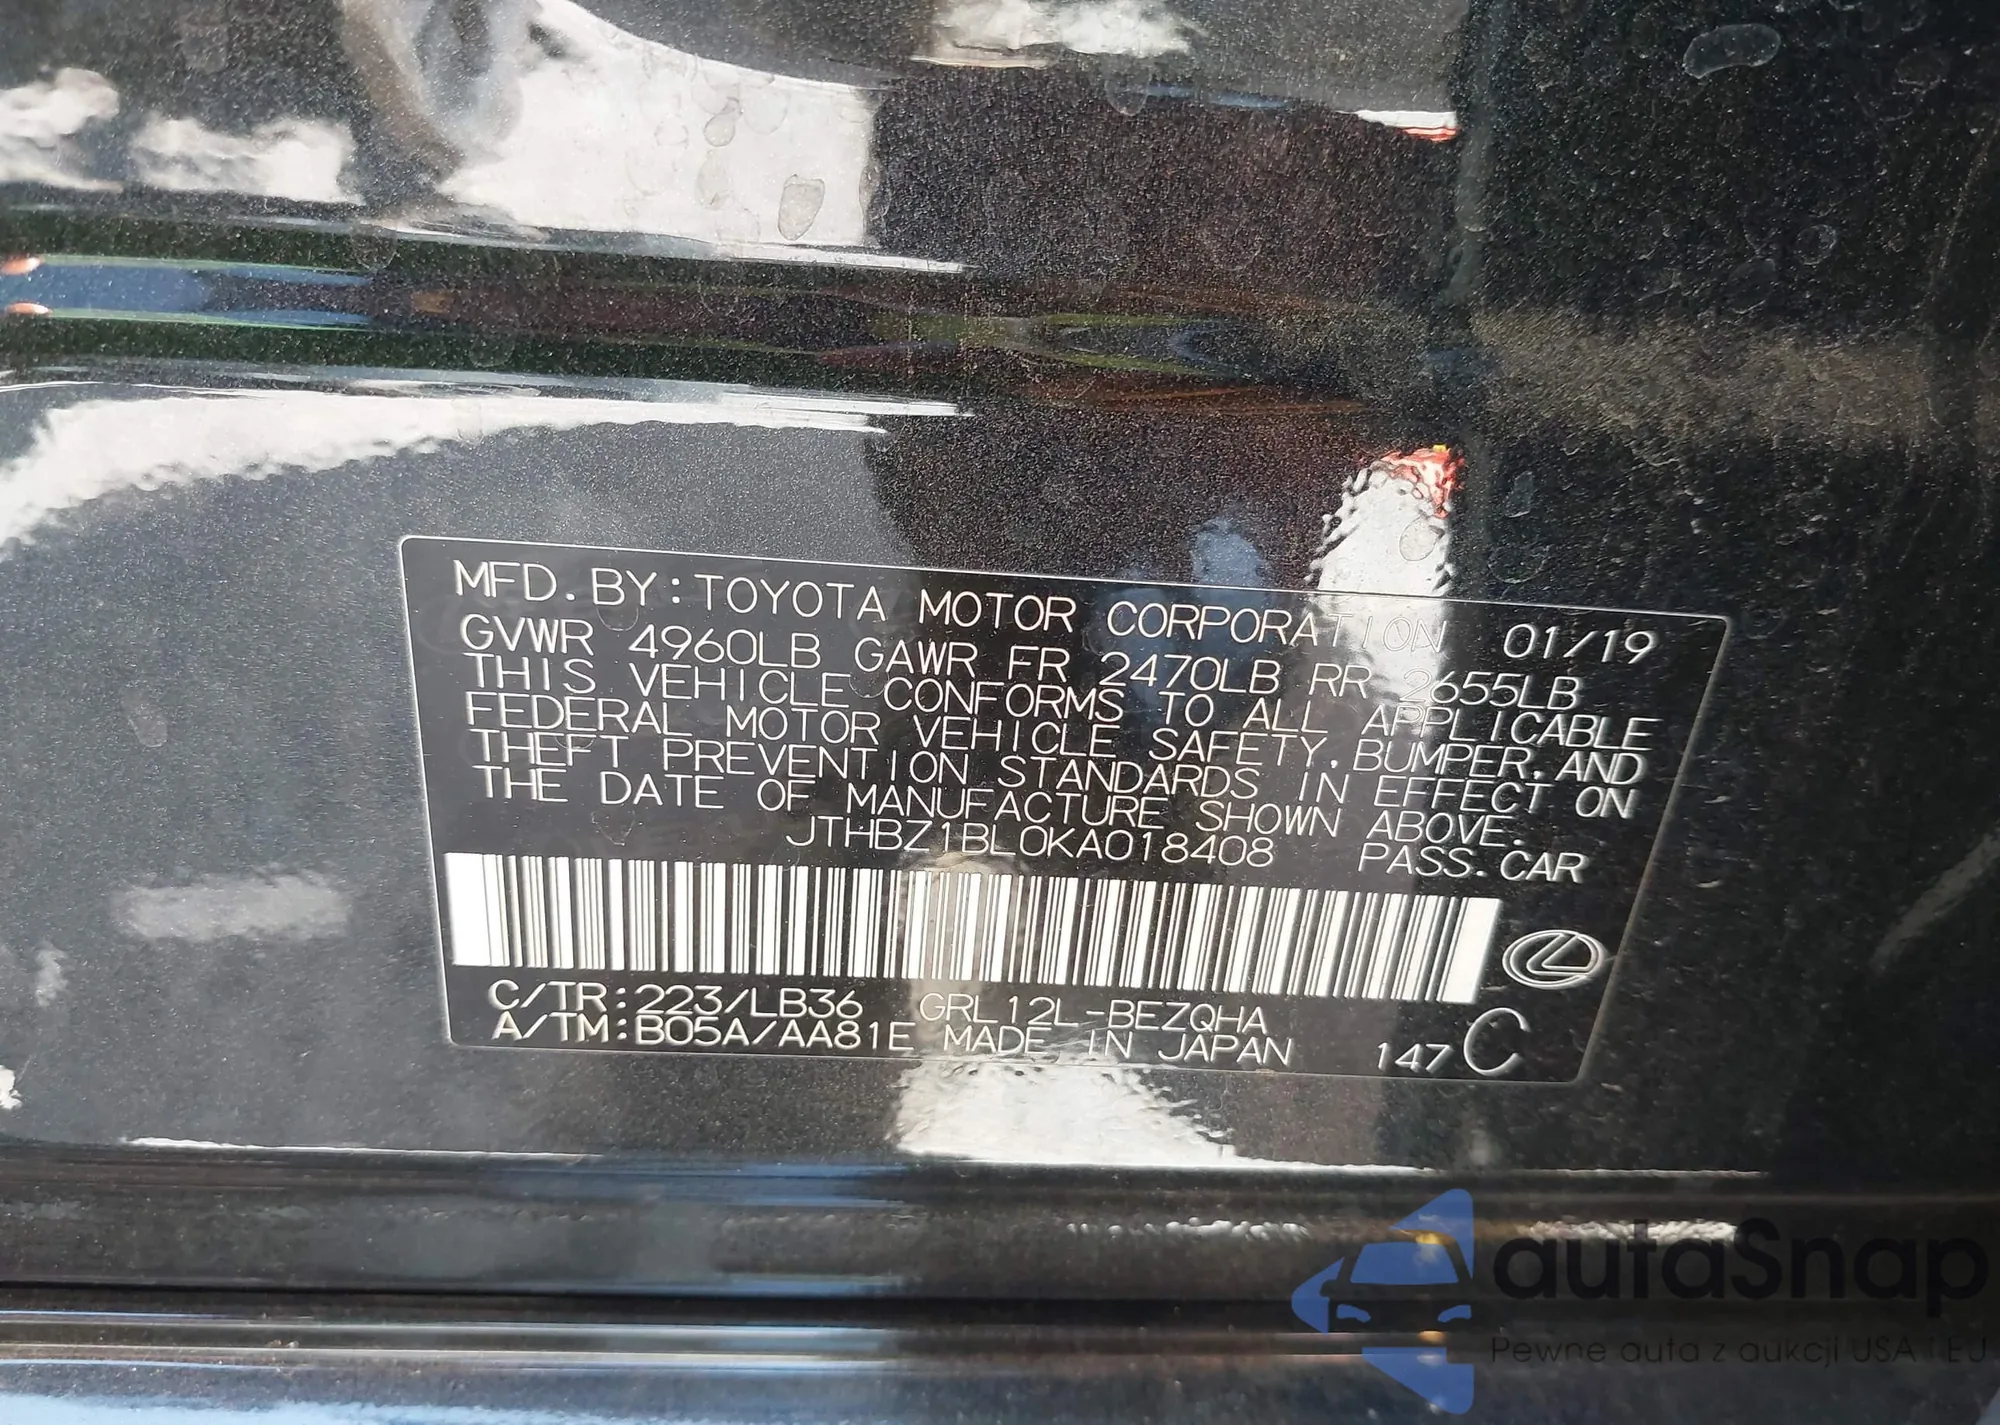 MFD. BY:TOYOTA MOTOR CORPORATION 01/19
GVWR 4960LB GAWR FR 2470LB RR 2655LB
THIS VEHICLE CONFORMS TO ALL APPLICABLE
FEDERAL MOTOR VEHICLE SAFETY, BUMPER, AND
THEFT PREVENTION STANDARDS IN EFFECT ON
THE DATE OF MANUFACTURE SHOWN ABOVE.
JTHBZ1BL0KA018408 PASS. CAR
C/TR:223/LB36 GRL12L-BEZQHA
A/TM:B05A/AA81E MADE IN JAPAN 147 C
autaSnap
Pewne auta z aukcji USA i EU